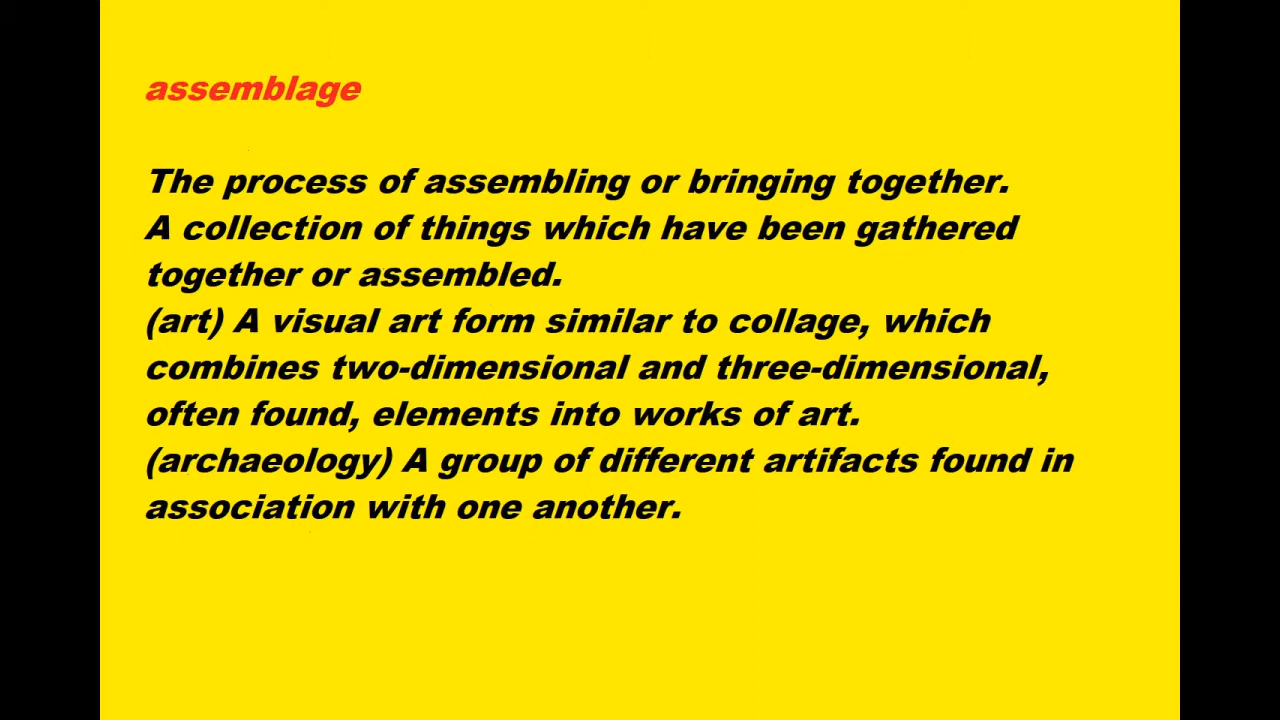 assemblage
The process of assembling or bringing together.
A collection of things which have been gathered
together or assembled.
(art) A visual art form similar to collage, which
combines two-dimensional and three-dimensional,
often found, elements into works of art.
(archaeology) A group of different artifacts found in
association with one another.